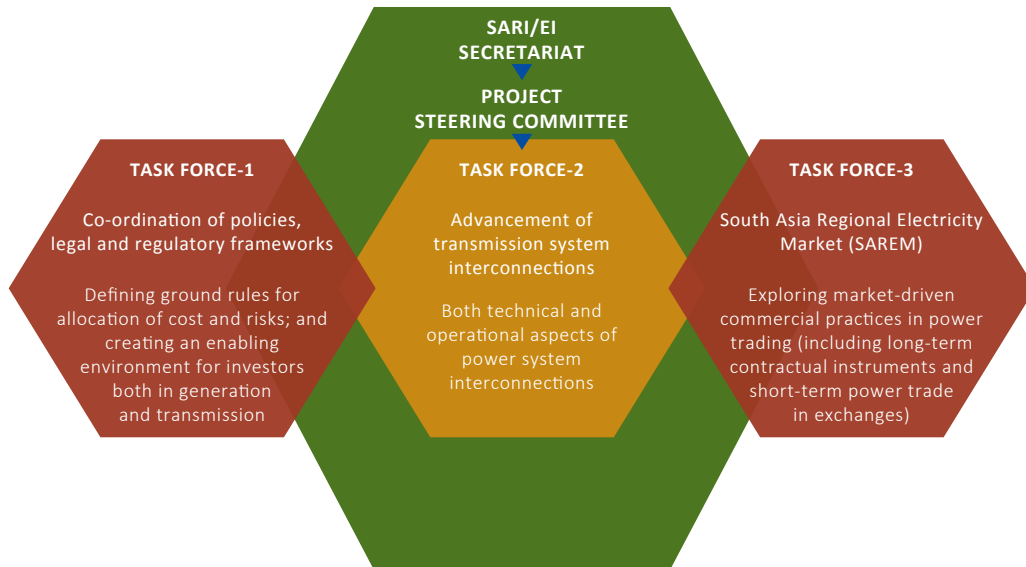 SARI/EI
SECRETARIAT
PROJECT
STEERING COMMITTEE
TASK FORCE-1
Co-ordination of policies,
legal and regulatory frameworks
Defining ground rules for
allocation of cost and risks; and
creating an enabling
environment for investors
both in generation
and transmission
TASK FORCE-2
Advancement of
transmission system
interconnections
Both technical and
operational aspects of
power system
interconnections
TASK FORCE-3
South Asia Regional Electricity
Market (SAREM)
Exploring market-driven
commercial practices in power
trading (including long-term
contractual instruments and
short-term power trade
in exchanges)